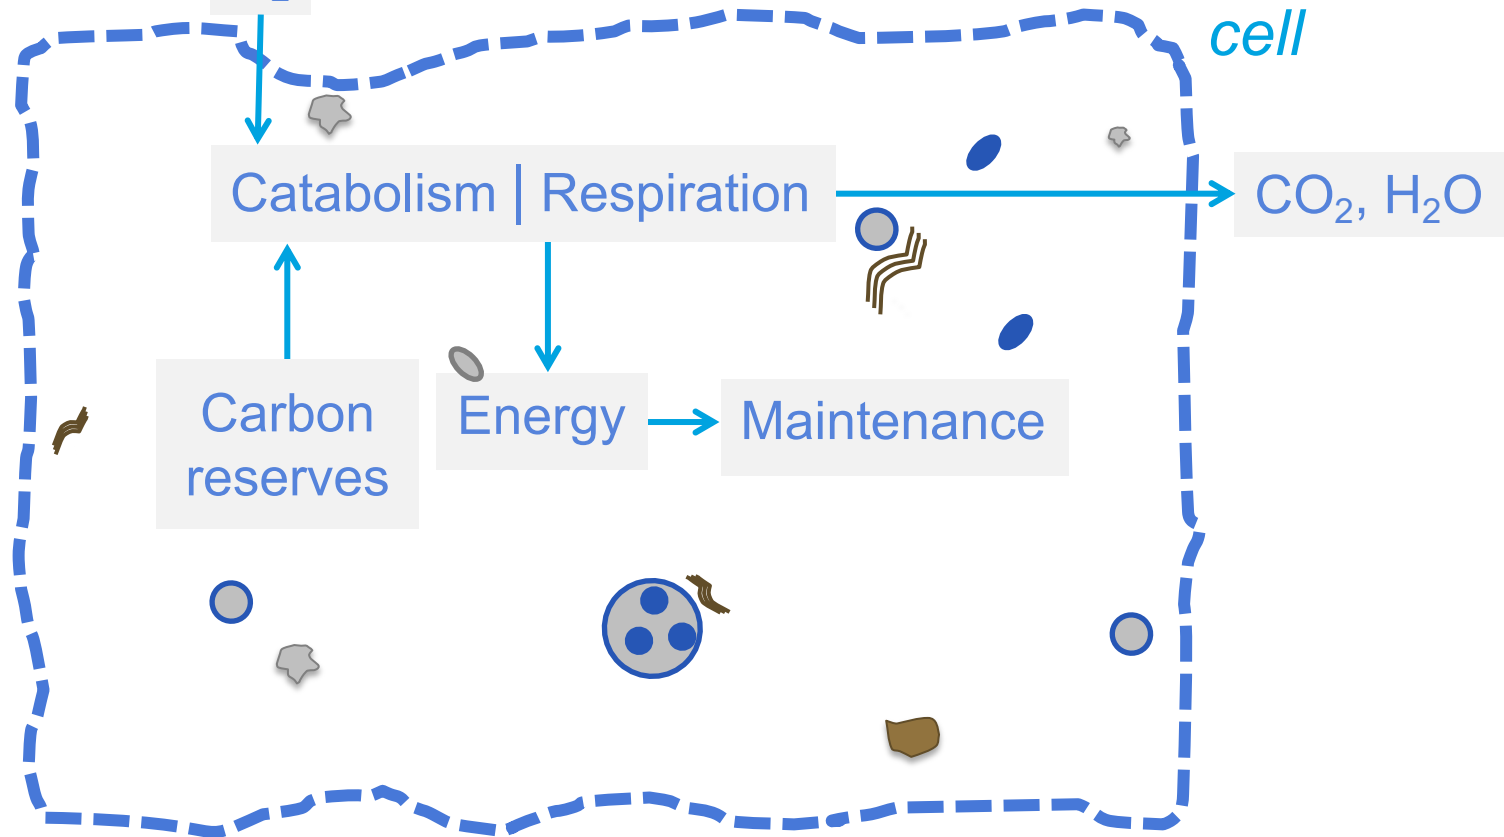 cell
Catabolism | Respiration
CO₂, H₂O
Carbon
reserves
Energy
Maintenance